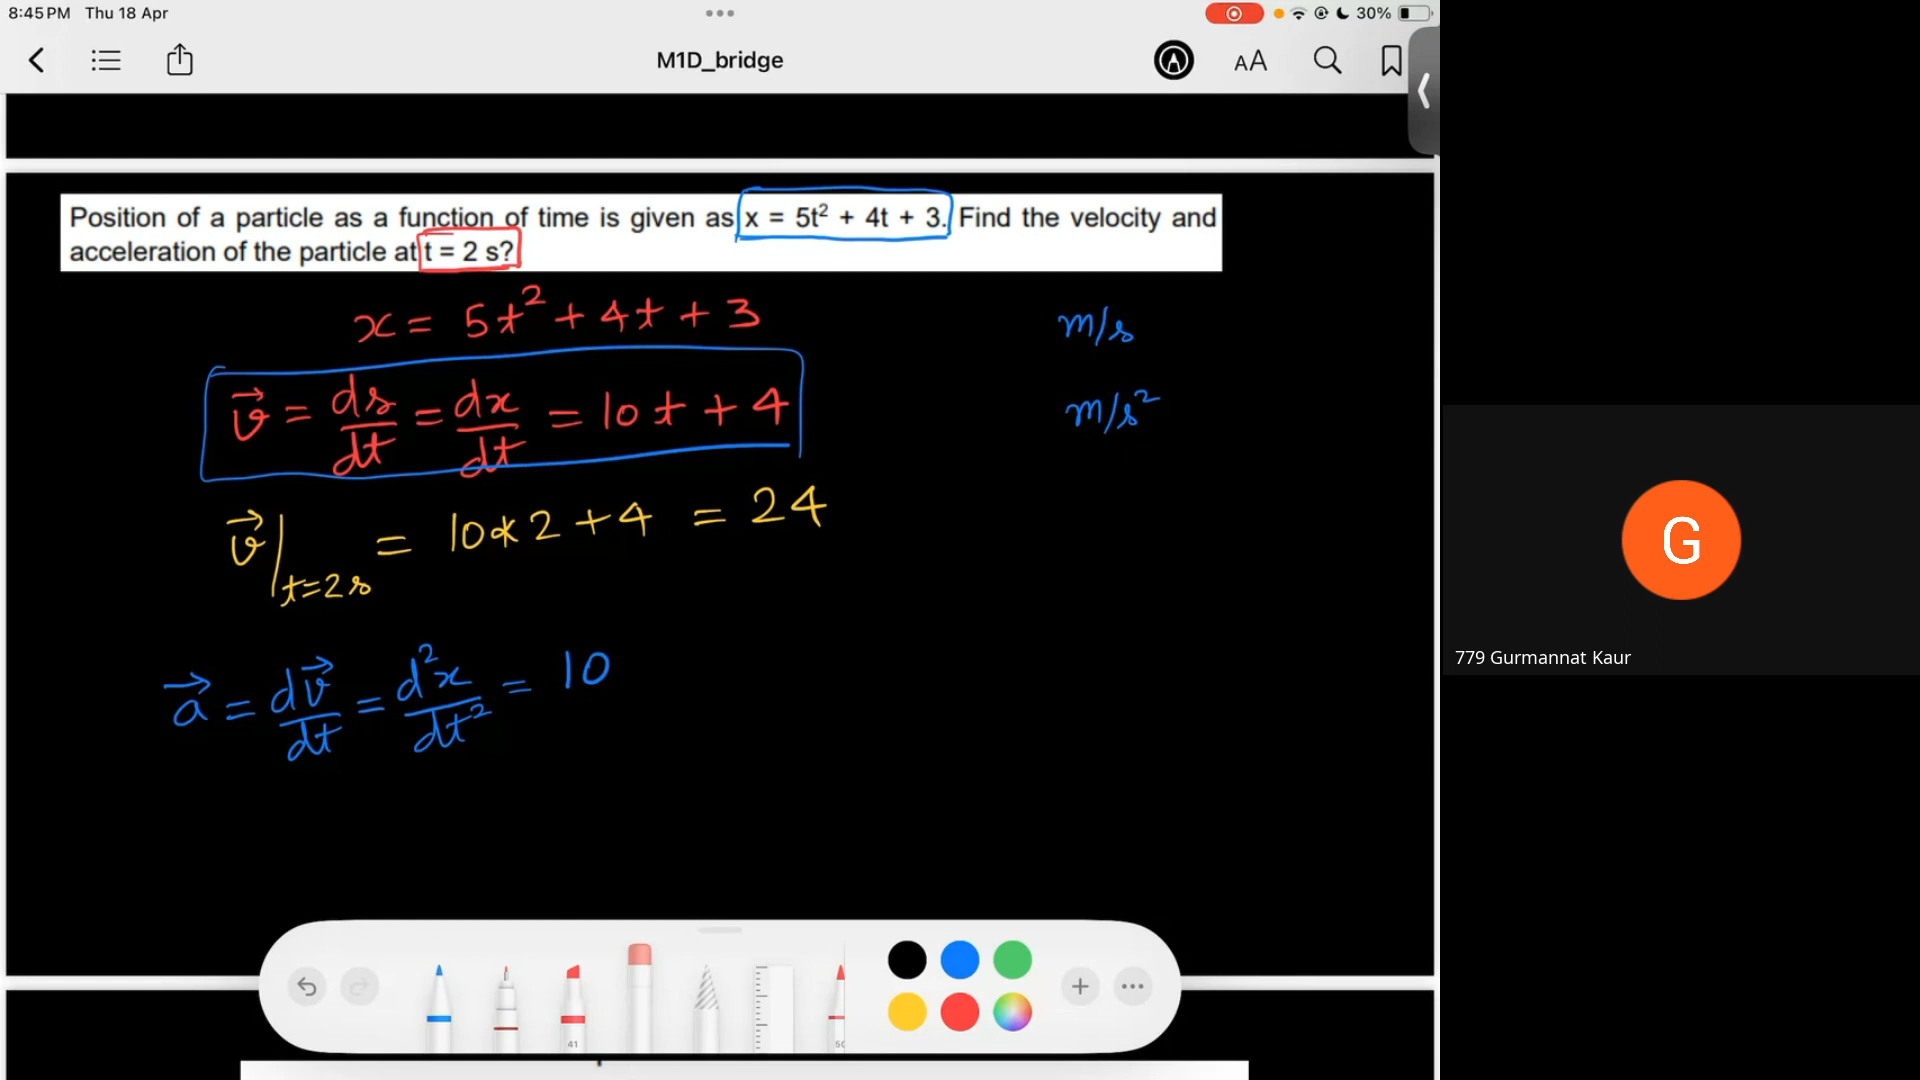 8:45 PM Thu 18 Apr
30%
M1D_bridge
AA
Position of a particle as a function of time is given as x = 5t² + 4t + 3. Find the velocity and
acceleration of the particle at t = 2 s?
x = 5t² + 4t + 3
m/s
v⃗ = ds/dt = dx/dt = 10t + 4
m/s²
v⃗|t=2s = 10*2+4 = 24
a⃗ = dv⃗/dt = d²x/dt² = 10
G
779 Gurmannat Kaur
41
50